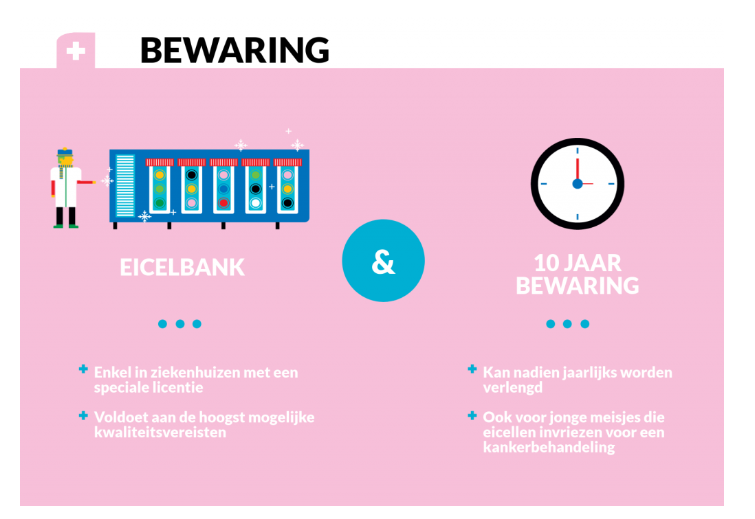 BEWARING
EICELBANK
&
10 JAAR
BEWARING
Enkel in ziekenhuizen met een
speciale licentie
Voldoet aan de hoogst mogelijke
kwaliteitsvereisten
Kan nadien jaarlijks worden
verlengd
Ook voor jonge meisjes die
eicellen invriezen voor een
kankerbehandeling